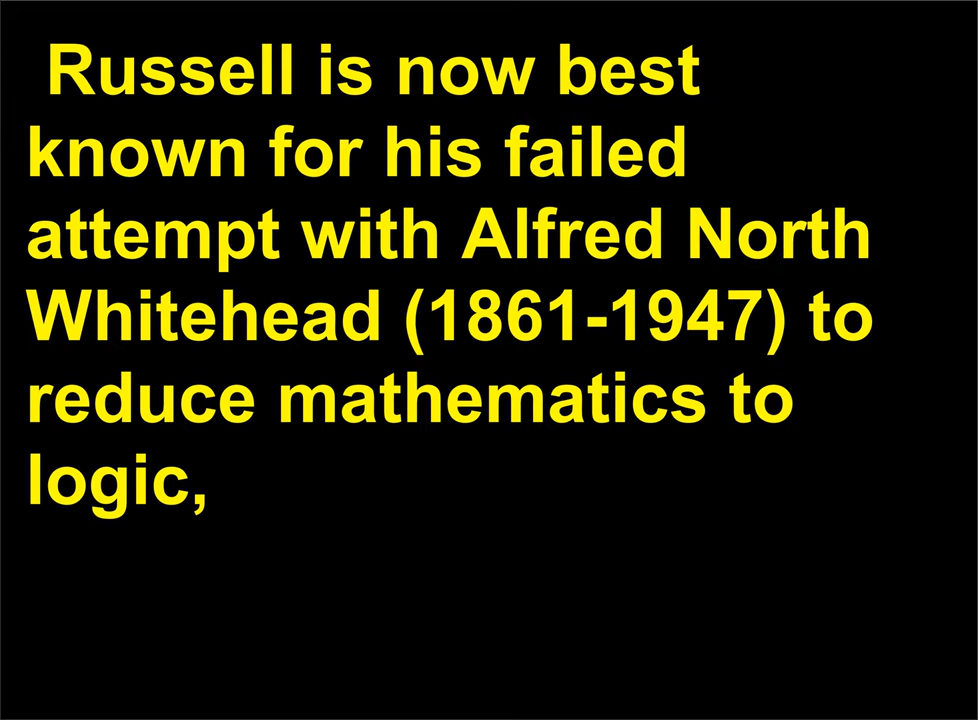 Russell is now best
known for his failed
attempt with Alfred North
Whitehead (1861-1947) to
reduce mathematics to
logic,